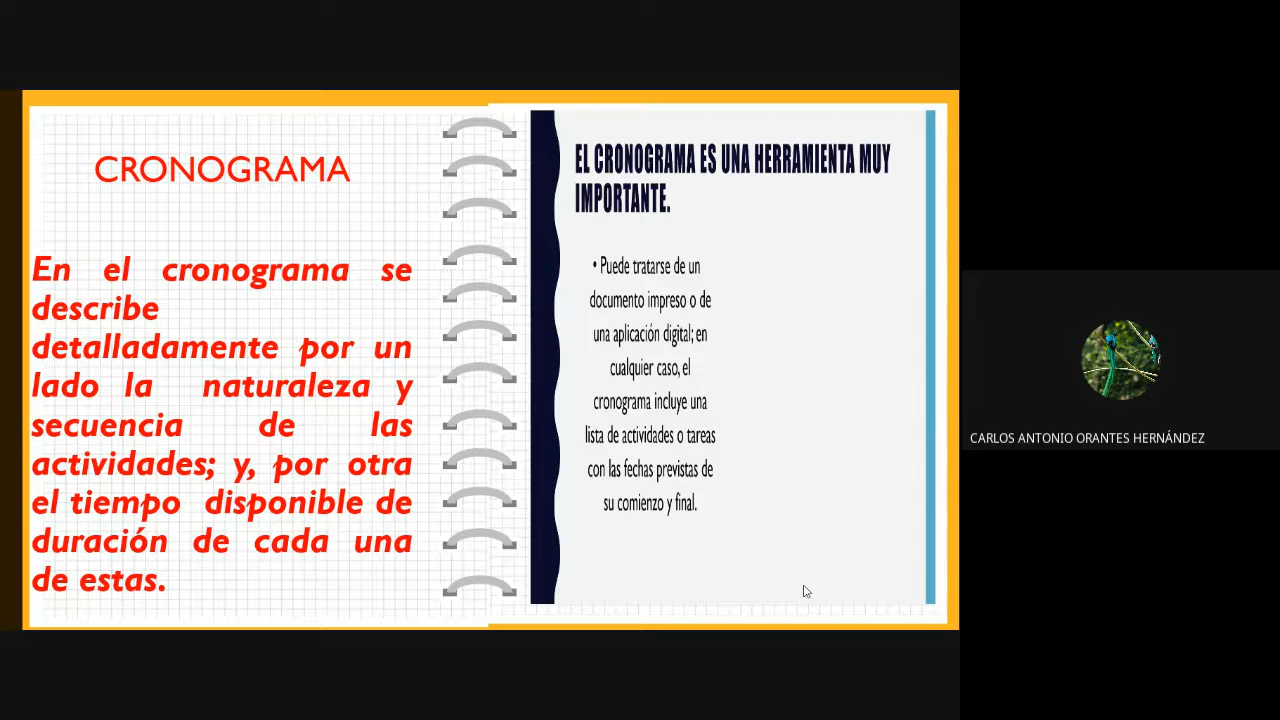 CRONOGRAMA
En el cronograma se
describe
detalladamente por un
lado la naturaleza y
secuencia de las
actividades; y, por otra
el tiempo disponible de
duración de cada una
de estas.
EL CRONOGRAMA ES UNA HERRAMIENTA MUY
IMPORTANTE.
• Puede tratarse de un
documento impreso o de
una aplicación digital; en
cualquier caso, el
cronograma incluye una
lista de actividades o tareas
con las fechas previstas de
su comienzo y final.
CARLOS ANTONIO ORANTES HERNÁNDEZ